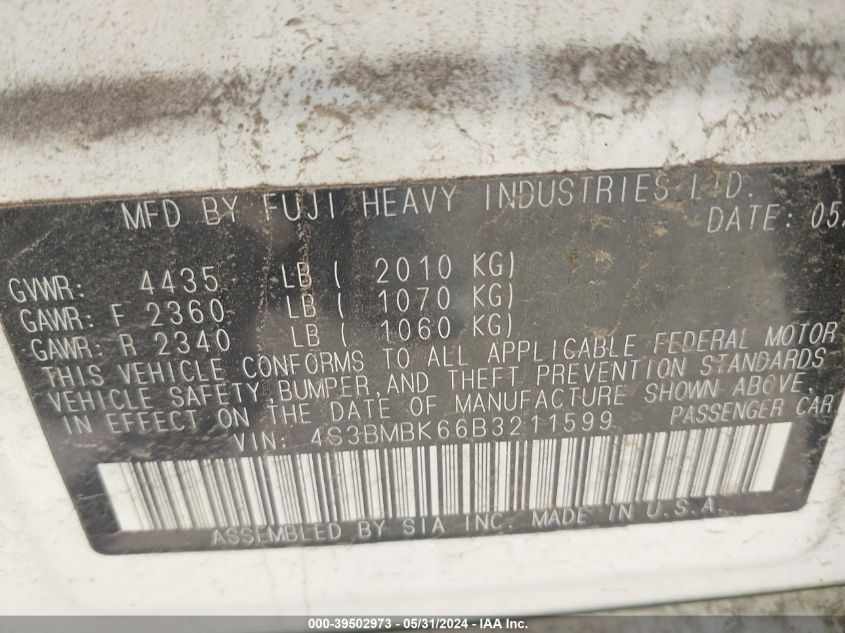 MFD BY FUJI HEAVY INDUSTRIES LTD.
DATE: 05
GVWR: 4435 LB ( 2010 KG)
GAWR: F 2360 LB ( 1070 KG)
GAWR: R 2340 LB ( 1060 KG)
THIS VEHICLE CONFORMS TO ALL APPLICABLE FEDERAL MOTOR
VEHICLE SAFETY,BUMPER,AND THEFT PREVENTION STANDARDS
IN EFFECT ON THE DATE OF MANUFACTURE SHOWN ABOVE.
VIN: 4S3BMBK66B3211599 PASSENGER CAR
ASSEMBLED BY SIA INC. MADE IN U.S.A.
000-39502973 - 05/31/2024 - IAA Inc.